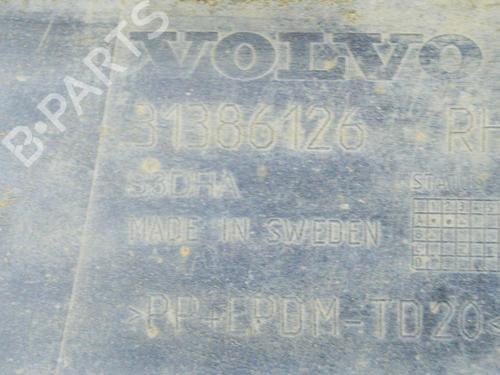 VOLVO
31386126 RH
S3DHA
MADE IN SWEDEN
>PP+EPDM-TD20<
B-PARTS